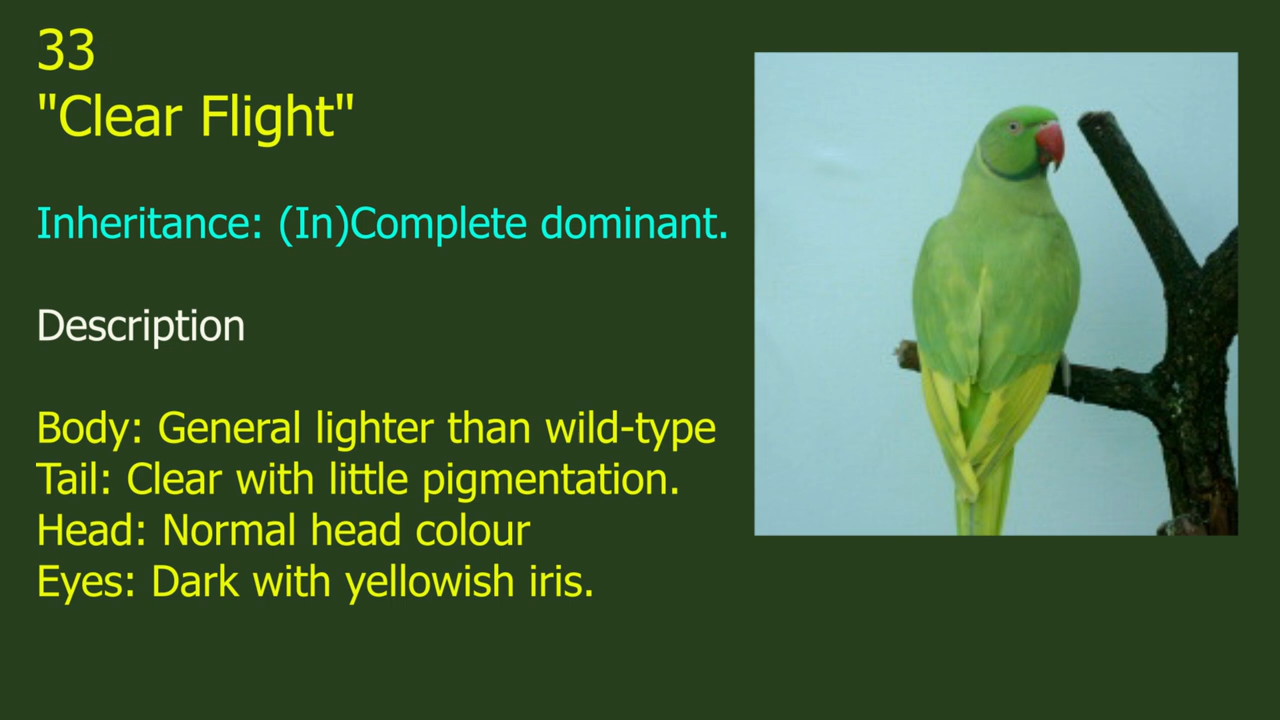 33
"Clear Flight"
Inheritance: (In)Complete dominant.
Description
Body: General lighter than wild-type
Tail: Clear with little pigmentation.
Head: Normal head colour
Eyes: Dark with yellowish iris.